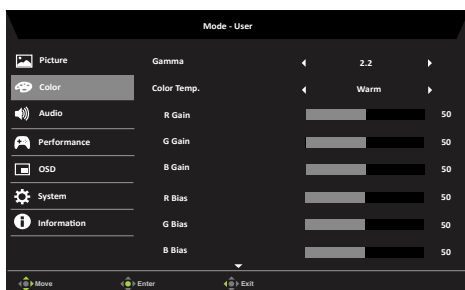 Mode - User
Picture
Gamma 2.2
Color
Color Temp. Warm
Audio
R Gain 50
Performance
G Gain 50
OSD
B Gain 50
System
R Bias 50
Information
G Bias 50
B Bias 50
Move Enter Exit